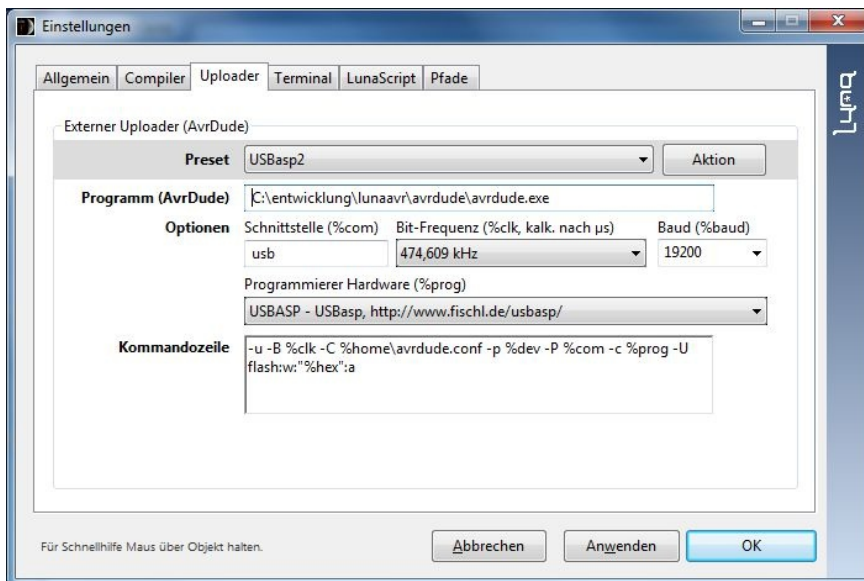 Einstellungen
Allgemein Compiler Uploader Terminal LunaScript Pfade
Externer Uploader (AvrDude)
Preset USBasp2 Aktion
Programm (AvrDude) C:\entwicklung\lunaavr\avrdude\avrdude.exe
Optionen Schnittstelle (%com) Bit-Frequenz (%clk, kalk. nach µs) Baud (%baud)
usb 474,609 kHz 19200
Programmierer Hardware (%prog)
USBASP - USBasp, http://www.fischl.de/usbasp/
Kommandozeile -u -B %clk -C %home\avrdude.conf -p %dev -P %com -c %prog -U
flash:w:"%hex":a
Für Schnellhilfe Maus über Objekt halten. Abbrechen Anwenden OK